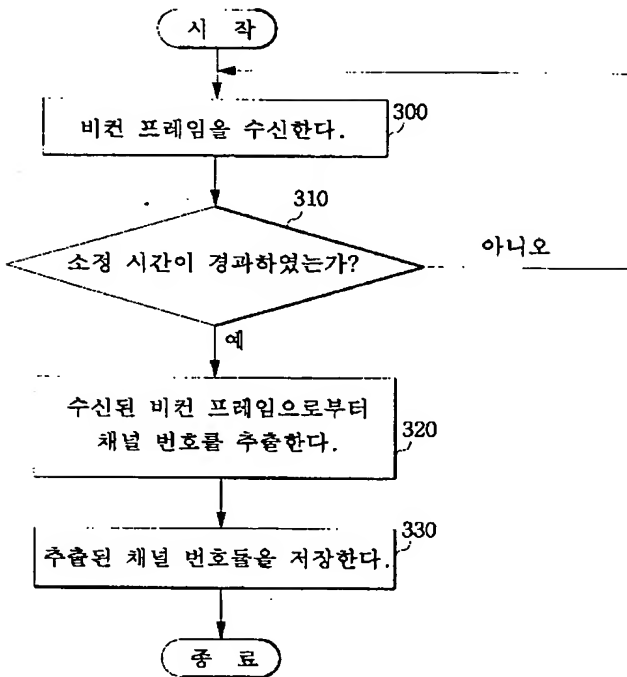 시 작
비컨 프레임을 수신한다.
300
310
소정 시간이 경과하였는가?
아니오
예
수신된 비컨 프레임으로부터
채널 번호를 추출한다.
320
330
추출된 채널 번호들을 저장한다.
종 료